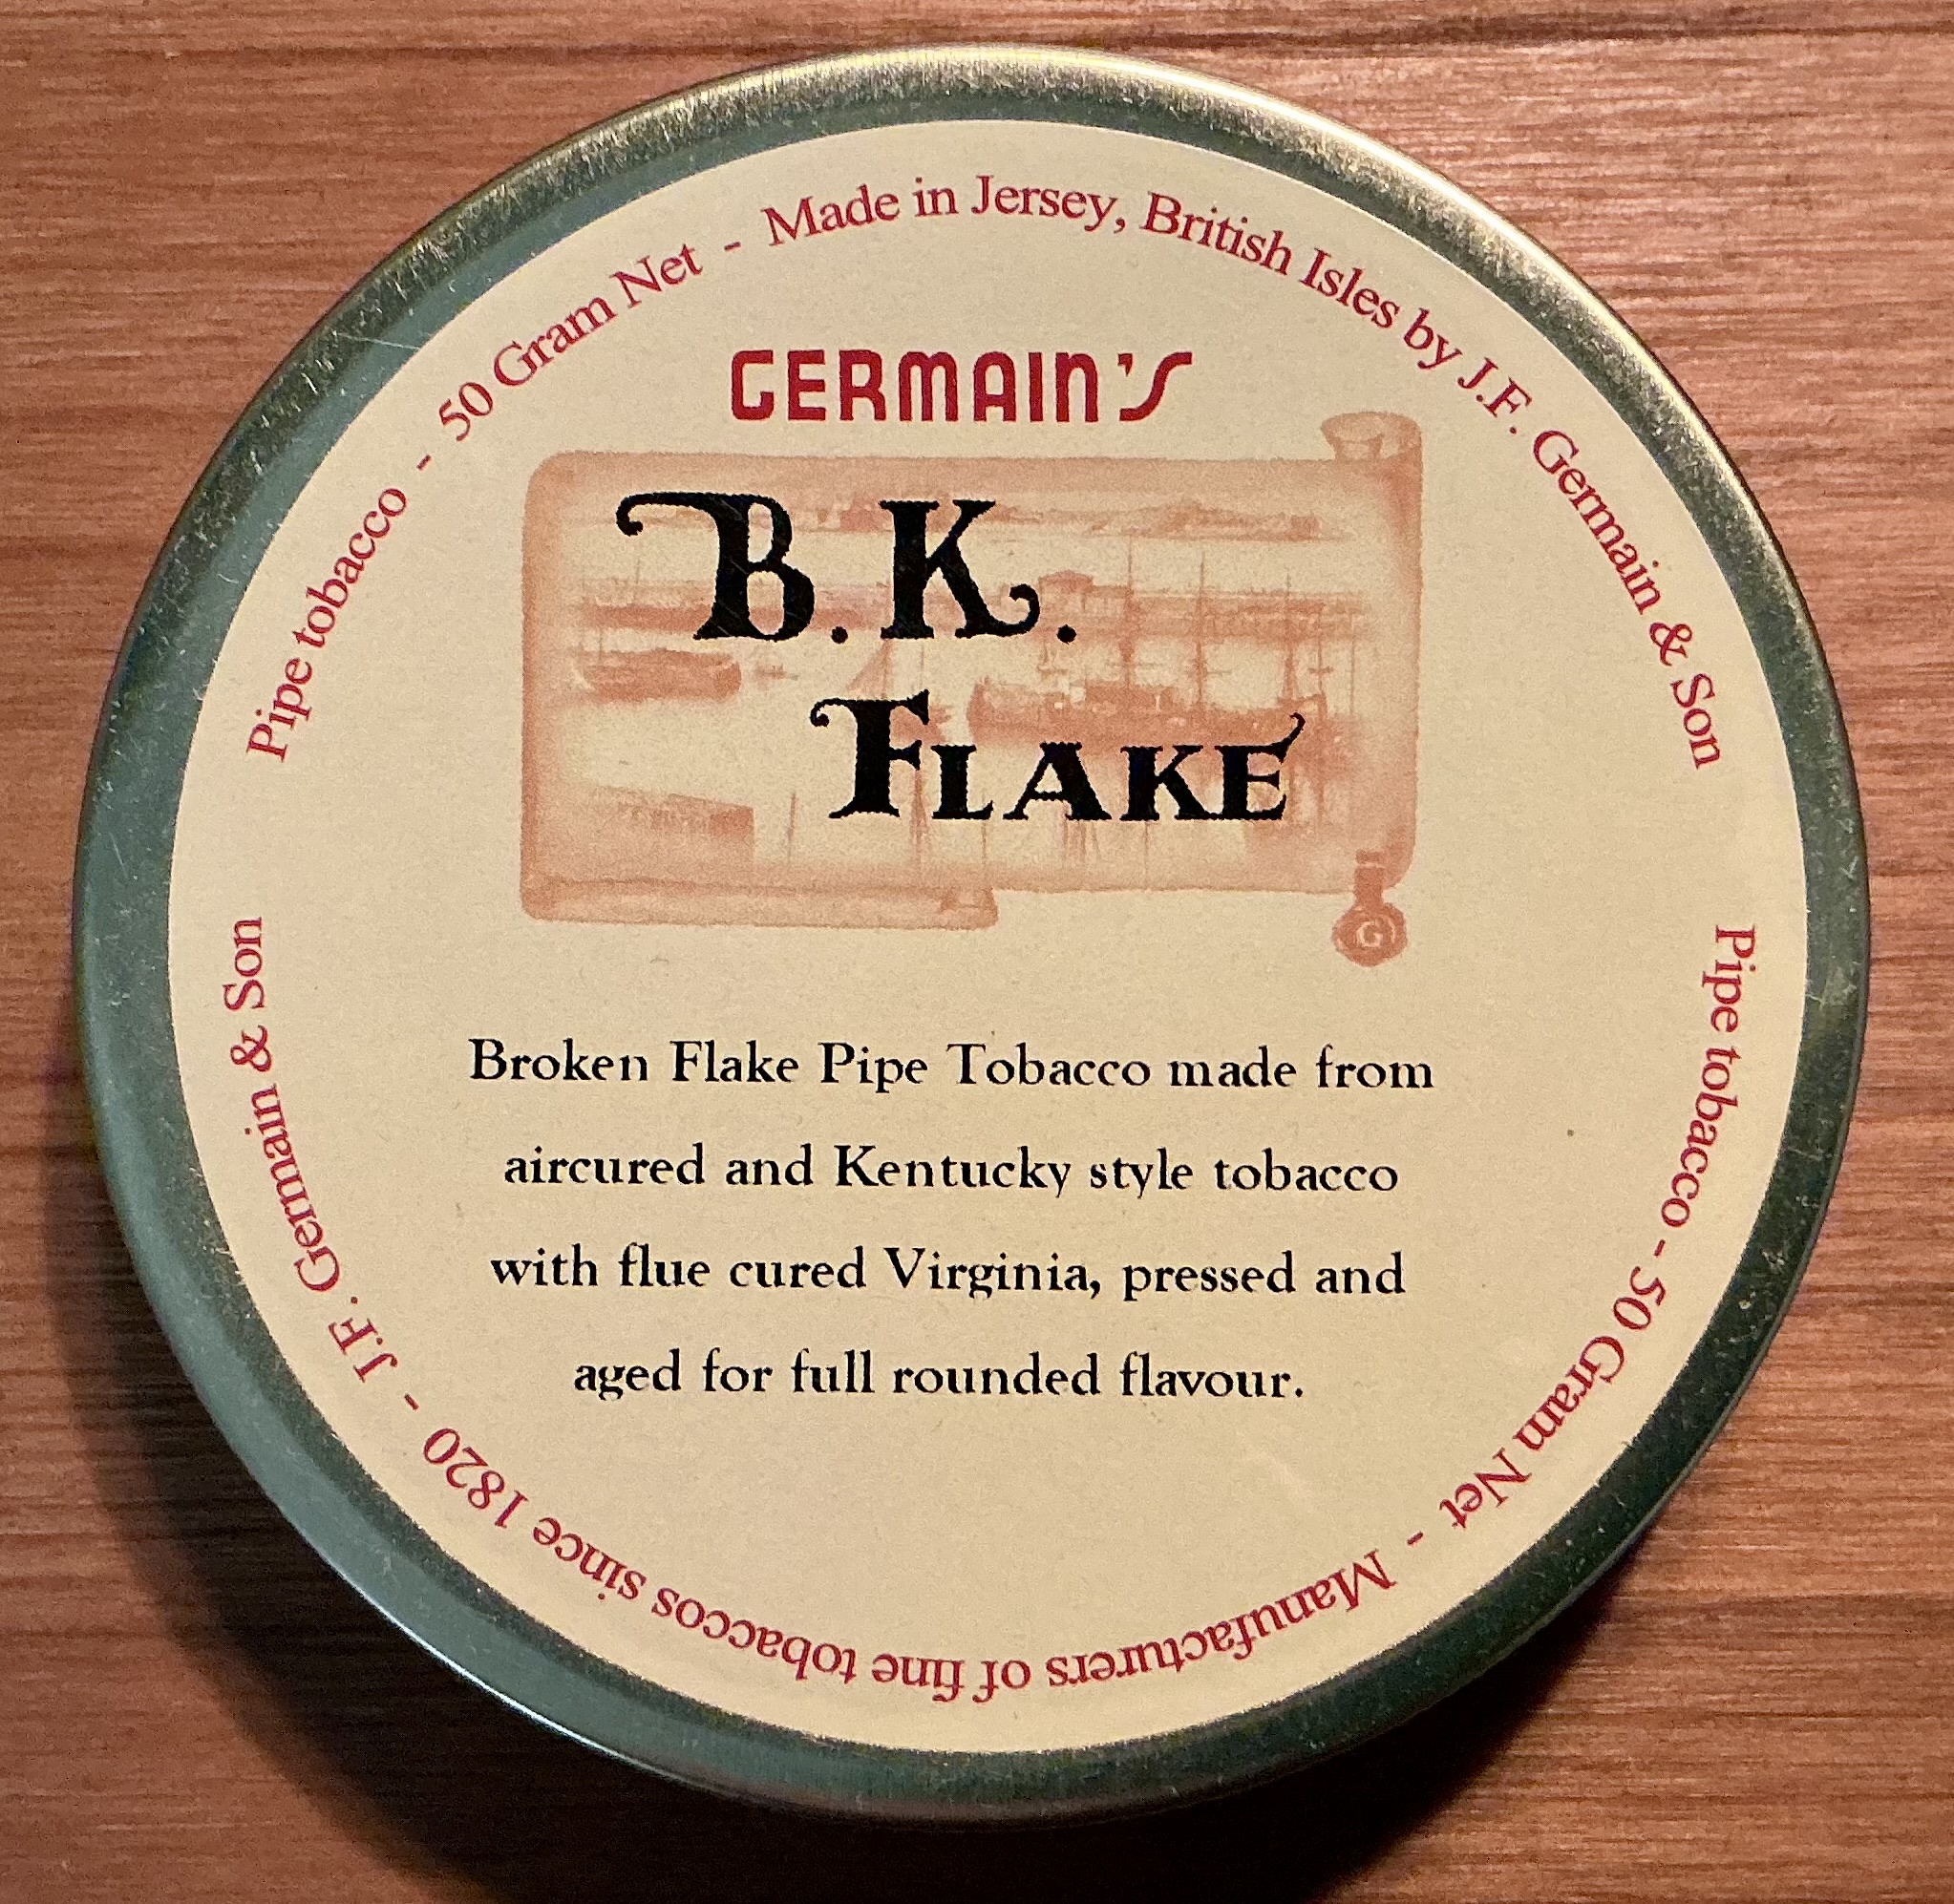 Pipe tobacco - 50 Gram Net - Made in Jersey, British Isles by J.F. Germain & Son
GERMAIN'S
B.K.
FLAKE
G
Broken Flake Pipe Tobacco made from
aircured and Kentucky style tobacco
with flue cured Virginia, pressed and
aged for full rounded flavour.
Pipe tobacco - 50 Gram Net - Manufacturers of fine tobaccos since 1820 - J.F. Germain & Son